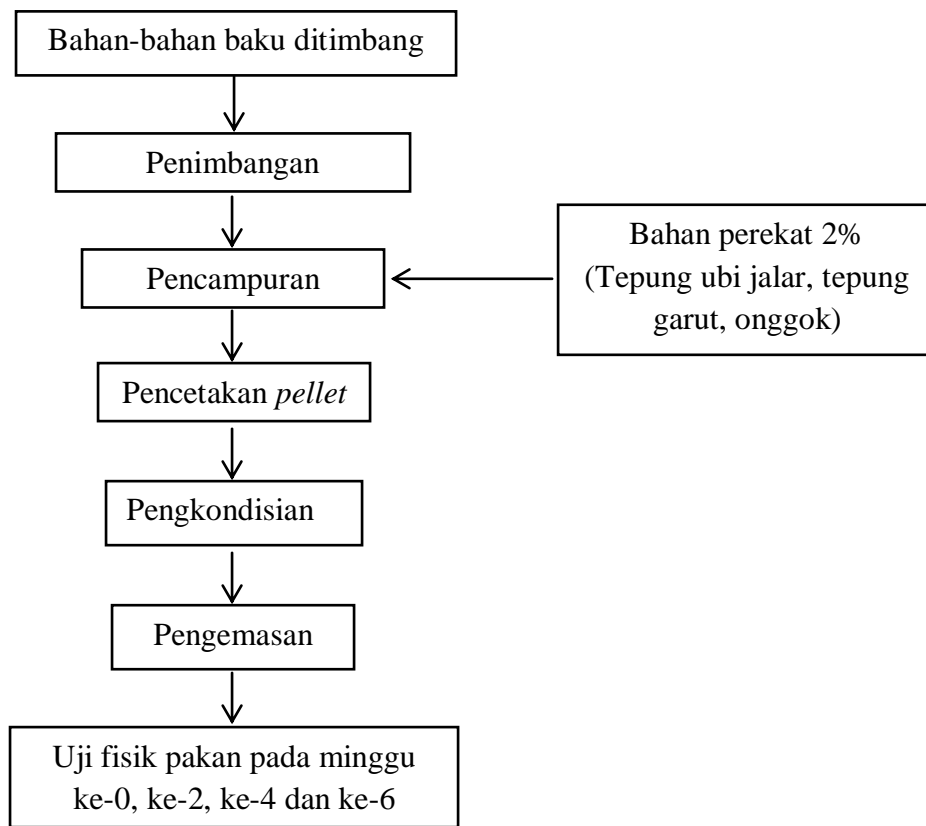 Bahan-bahan baku ditimbang
Penimbangan
Pencampuran
Bahan perekat 2%
(Tepung ubi jalar, tepung
garut, onggok)
Pencetakan pellet
Pengkondisian
Pengemasan
Uji fisik pakan pada minggu
ke-0, ke-2, ke-4 dan ke-6